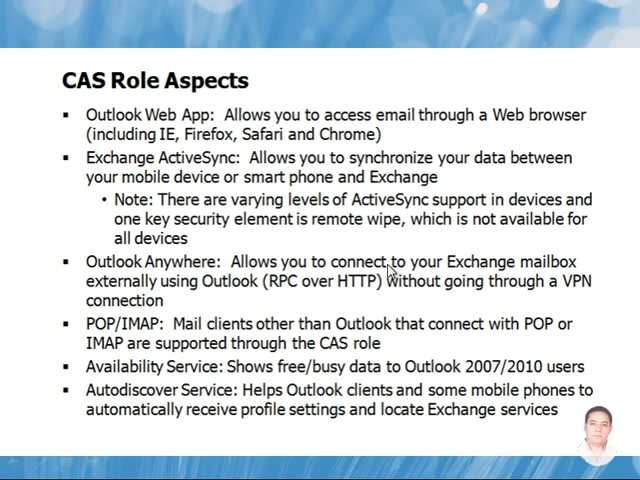 CAS Role Aspects
▪ Outlook Web App: Allows you to access email through a Web browser
(including IE, Firefox, Safari and Chrome)
▪ Exchange ActiveSync: Allows you to synchronize your data between
your mobile device or smart phone and Exchange
• Note: There are varying levels of ActiveSync support in devices and
one key security element is remote wipe, which is not available for
all devices
▪ Outlook Anywhere: Allows you to connect to your Exchange mailbox
externally using Outlook (RPC over HTTP) without going through a VPN
connection
▪ POP/IMAP: Mail clients other than Outlook that connect with POP or
IMAP are supported through the CAS role
▪ Availability Service: Shows free/busy data to Outlook 2007/2010 users
▪ Autodiscover Service: Helps Outlook clients and some mobile phones to
automatically receive profile settings and locate Exchange services